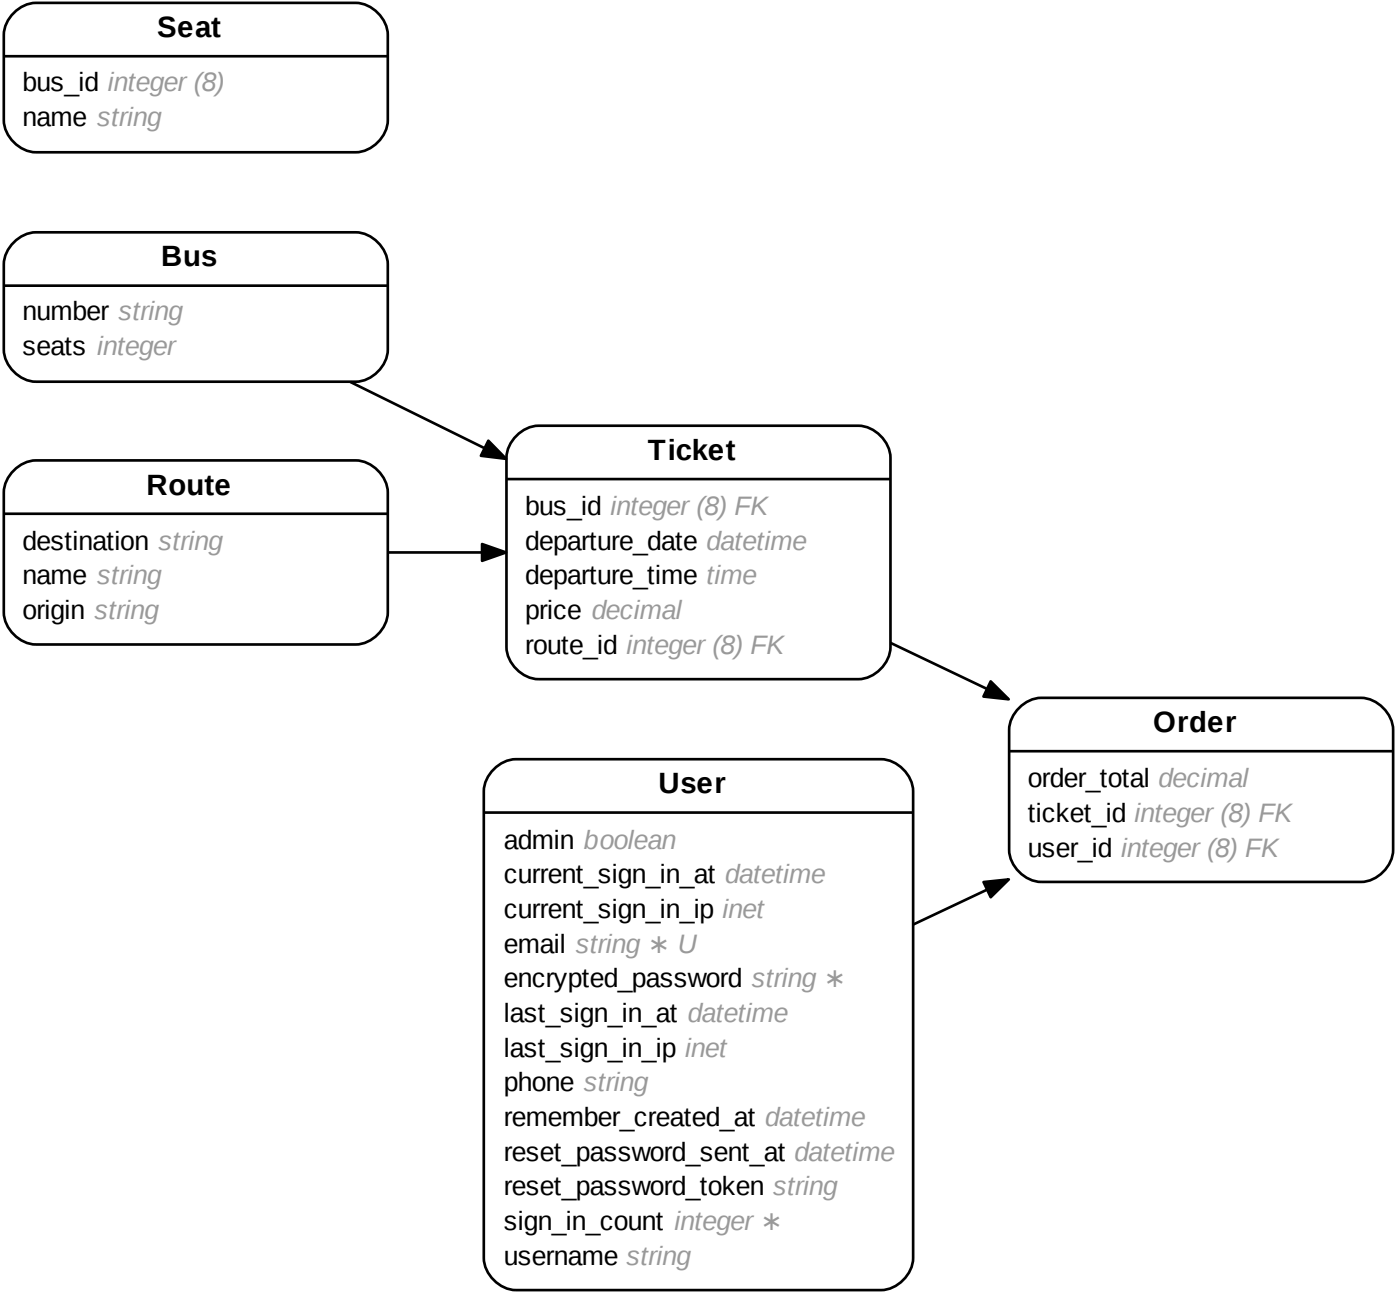 Seat
bus_id integer (8)
name string
Bus
number string
seats integer
Route
destination string
name string
origin string
Ticket
bus_id integer (8) FK
departure_date datetime
departure_time time
price decimal
route_id integer (8) FK
User
admin boolean
current_sign_in_at datetime
current_sign_in_ip inet
email string ∗ U
encrypted_password string ∗
last_sign_in_at datetime
last_sign_in_ip inet
phone string
remember_created_at datetime
reset_password_sent_at datetime
reset_password_token string
sign_in_count integer ∗
username string
Order
order_total decimal
ticket_id integer (8) FK
user_id integer (8) FK